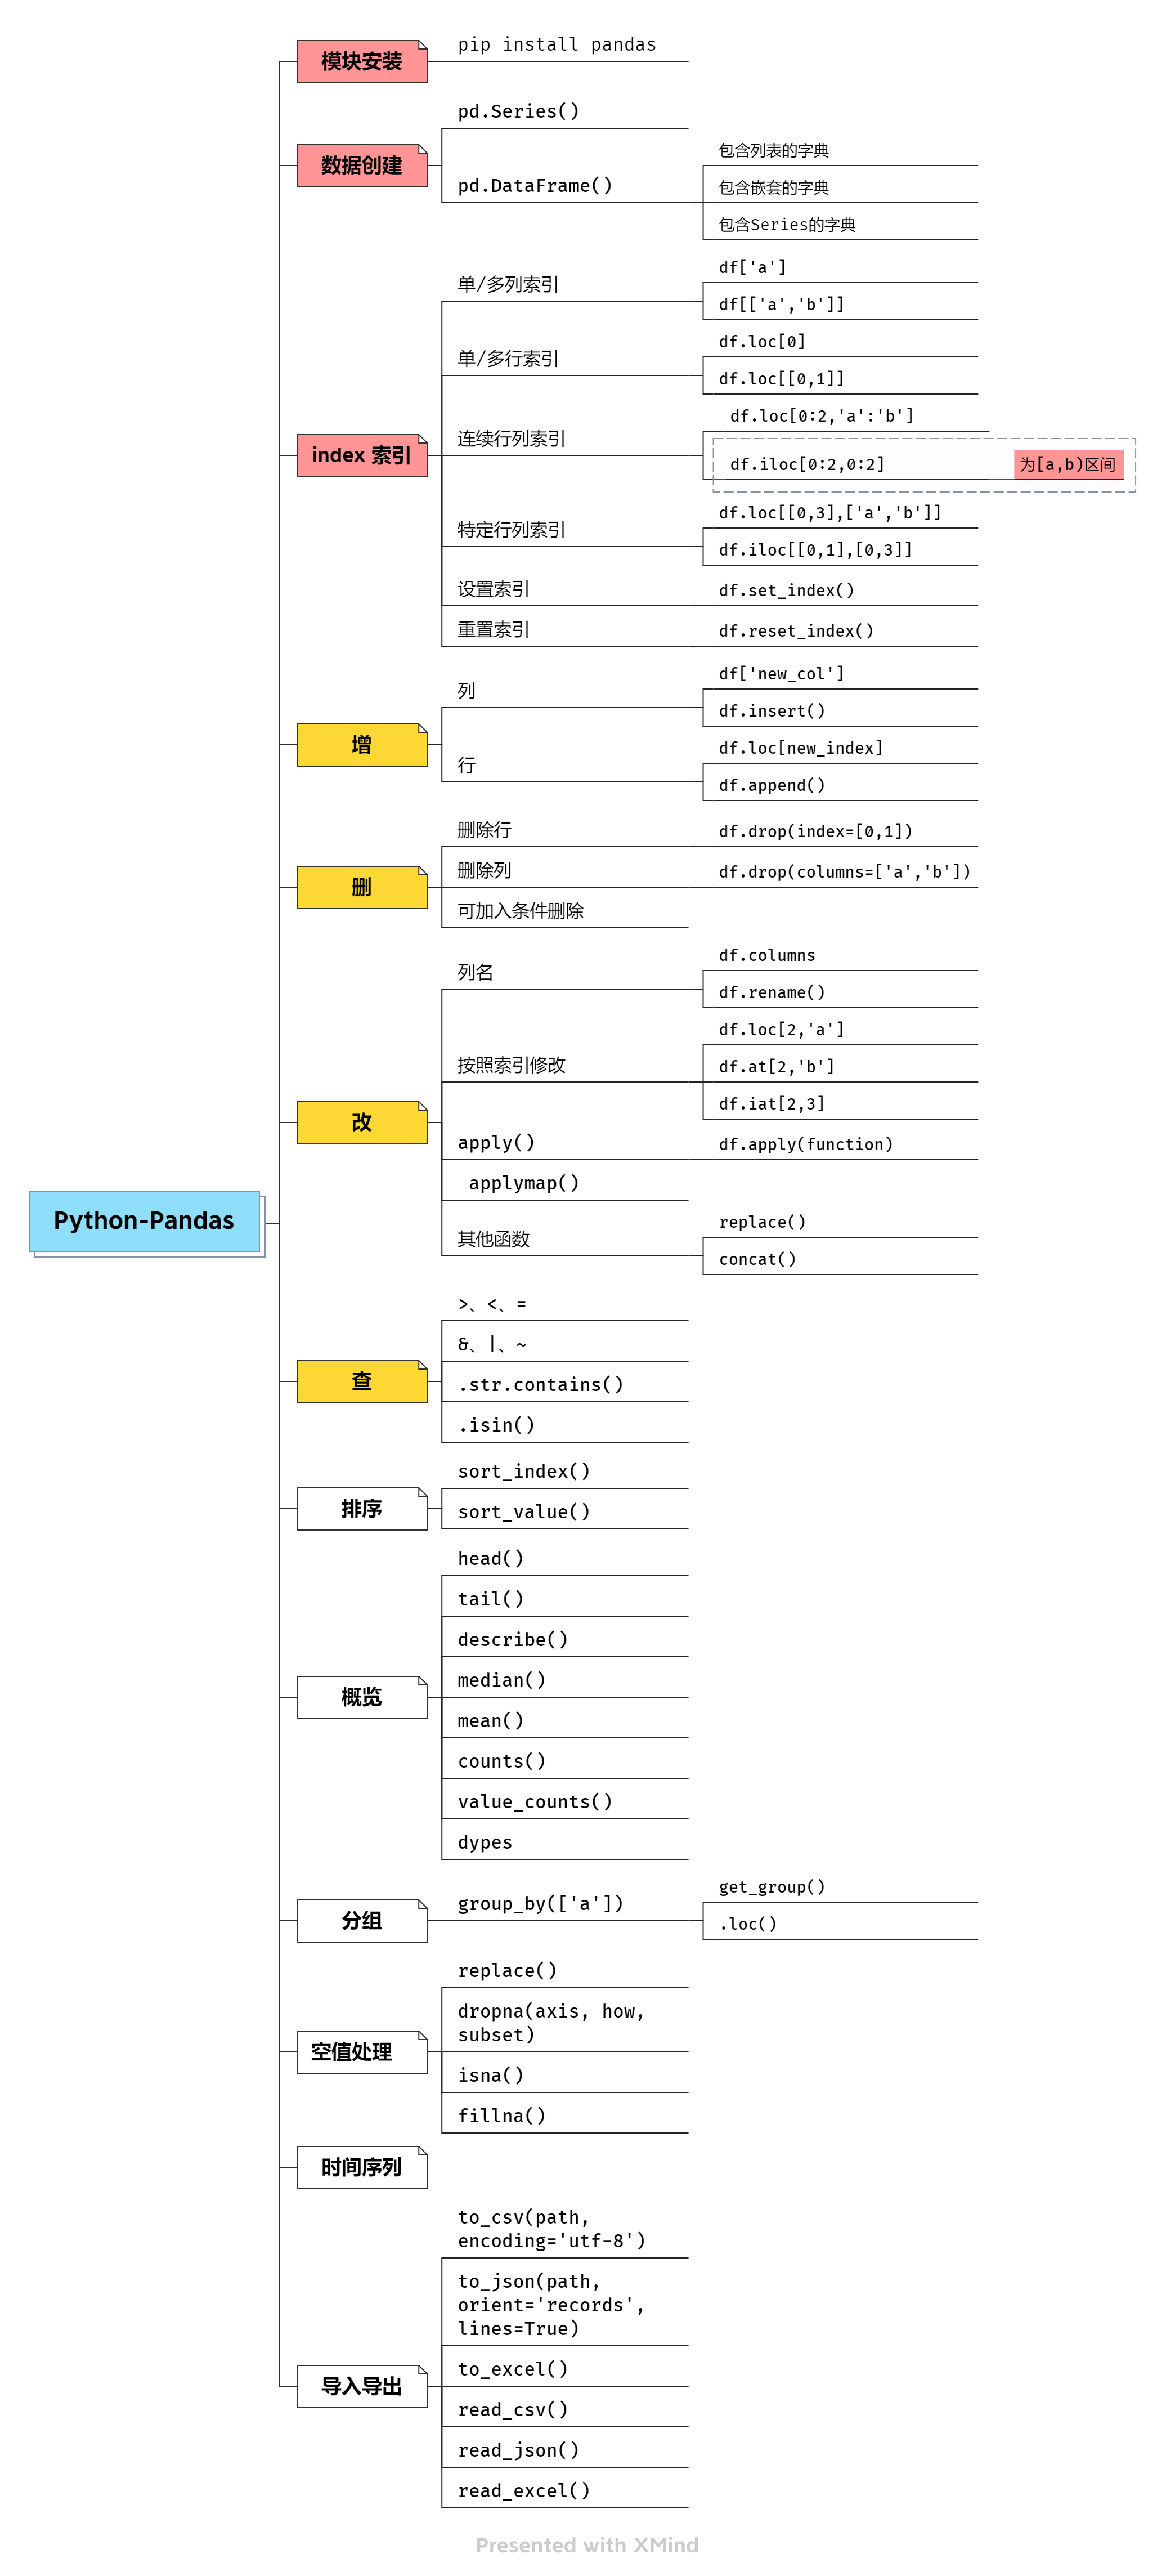 Python-Pandas
模块安装
pip install pandas
数据创建
pd.Series()
pd.DataFrame()
包含列表的字典
包含嵌套的字典
包含Series的字典
index 索引
单/多列索引
df['a']
df[['a','b']]
单/多行索引
df.loc[0]
df.loc[[0,1]]
连续行列索引
df.loc[0:2,'a':'b']
df.iloc[0:2,0:2]
为[a,b)区间
特定行列索引
df.loc[[0,3],['a','b']]
df.iloc[[0,1],[0,3]]
设置索引
df.set_index()
重置索引
df.reset_index()
增
列
df['new_col']
df.insert()
行
df.loc[new_index]
df.append()
删
删除行
df.drop(index=[0,1])
删除列
df.drop(columns=['a','b'])
可加入条件删除
改
列名
df.columns
df.rename()
按照索引修改
df.loc[2,'a']
df.at[2,'b']
df.iat[2,3]
apply()
df.apply(function)
applymap()
其他函数
replace()
concat()
查
>、<、=
&、|、~
.str.contains()
.isin()
排序
sort_index()
sort_value()
概览
head()
tail()
describe()
median()
mean()
counts()
value_counts()
dypes
分组
group_by(['a'])
get_group()
.loc()
空值处理
replace()
dropna(axis, how,
subset)
isna()
fillna()
时间序列
导入导出
to_csv(path,
encoding='utf-8')
to_json(path,
orient='records',
lines=True)
to_excel()
read_csv()
read_json()
read_excel()
Presented with XMind